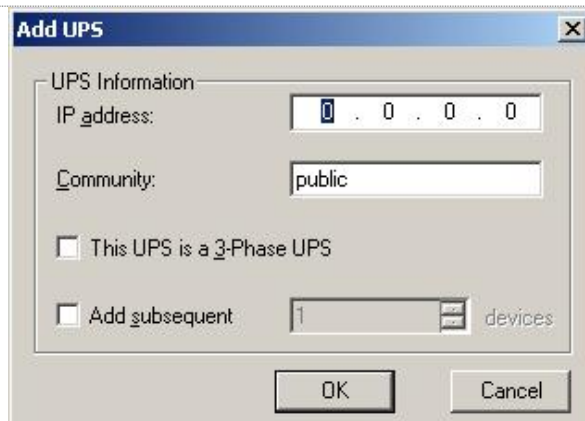 Add UPS
UPS Information
IP address: 0 . 0 . 0 . 0
Community: public
This UPS is a 3-Phase UPS
Add subsequent 1 devices
OK Cancel